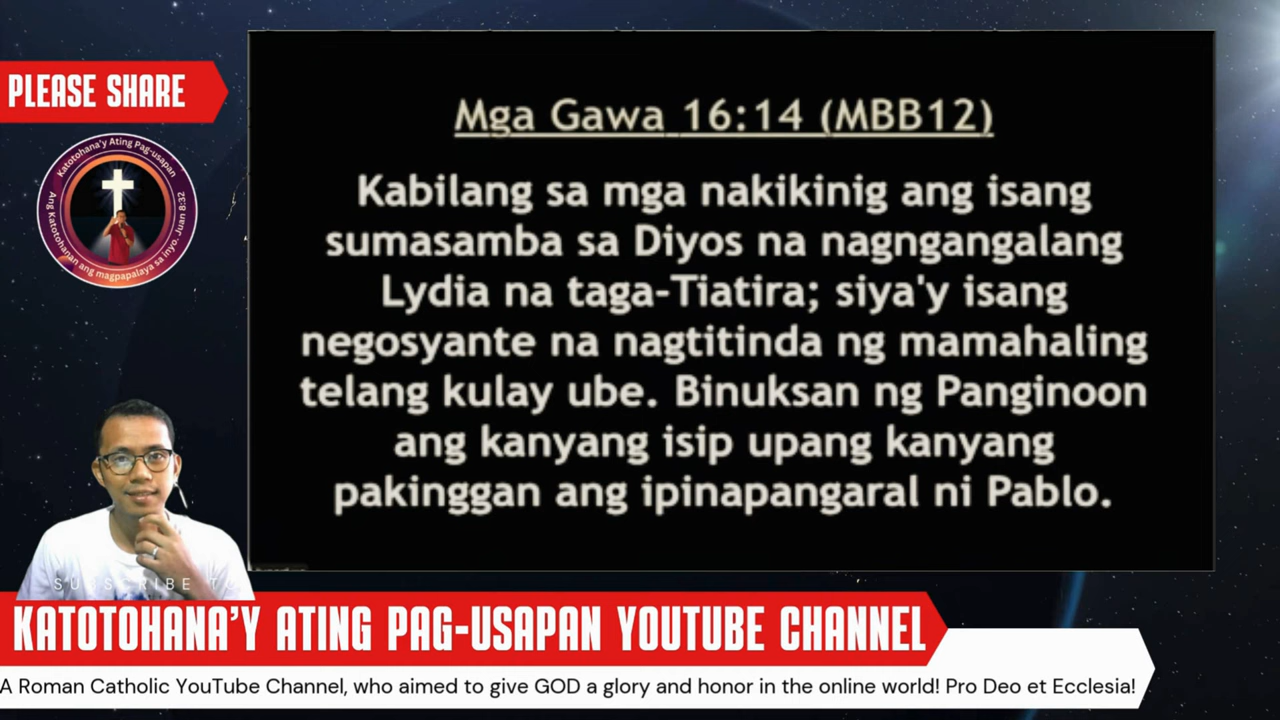 PLEASE SHARE
Katotohana'y Ating Pag-usapan
Ang Katotohanan ang magpapalaya sa inyo. Juan 8:32
Mga Gawa 16:14 (MBB12)
Kabilang sa mga nakikinig ang isang
sumasamba sa Diyos na nagngangalang
Lydia na taga-Tiatira; siya'y isang
negosyante na nagtitinda ng mamahaling
telang kulay ube. Binuksan ng Panginoon
ang kanyang isip upang kanyang
pakinggan ang ipinapangaral ni Pablo.
SUBSCRIBE TO
KATOTOHANA'Y ATING PAG-USAPAN YOUTUBE CHANNEL
A Roman Catholic YouTube Channel, who aimed to give GOD a glory and honor in the online world! Pro Deo et Ecclesia!